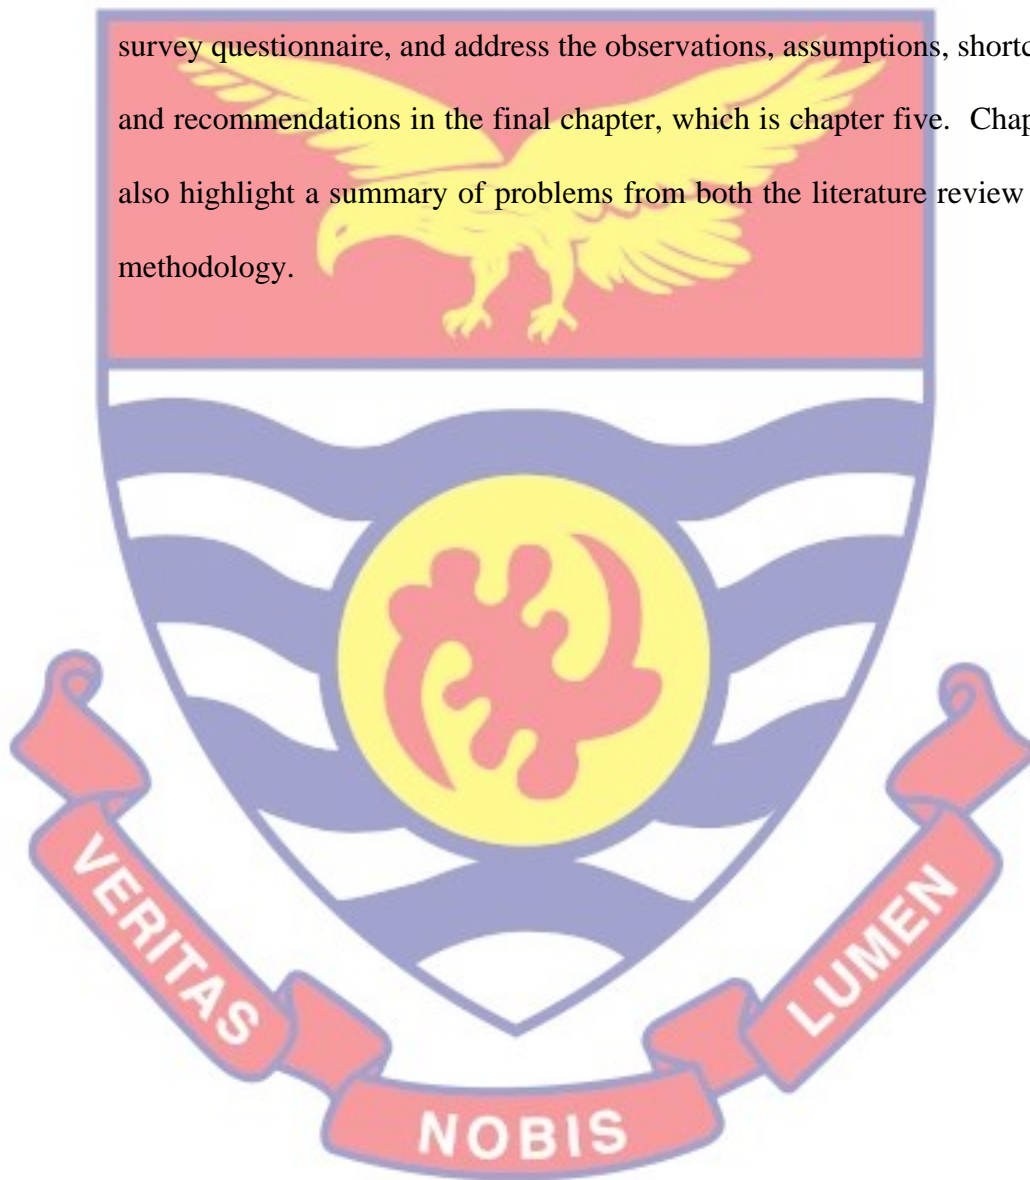 survey questionnaire, and address the observations, assumptions,
and recommendations in the final chapter, which is chapter five.
also highlight a summary of problems from both the literature review
methodology.
VERITAS
NOBIS
LUMEN